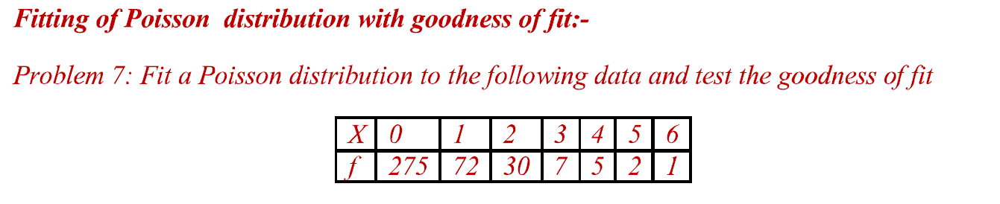 Fitting of Poisson distribution with goodness of fit:-
Problem 7: Fit a Poisson distribution to the following data and test the goodness of fit
X 0 1 2 3 4 5 6
f 275 72 30 7 5 2 1